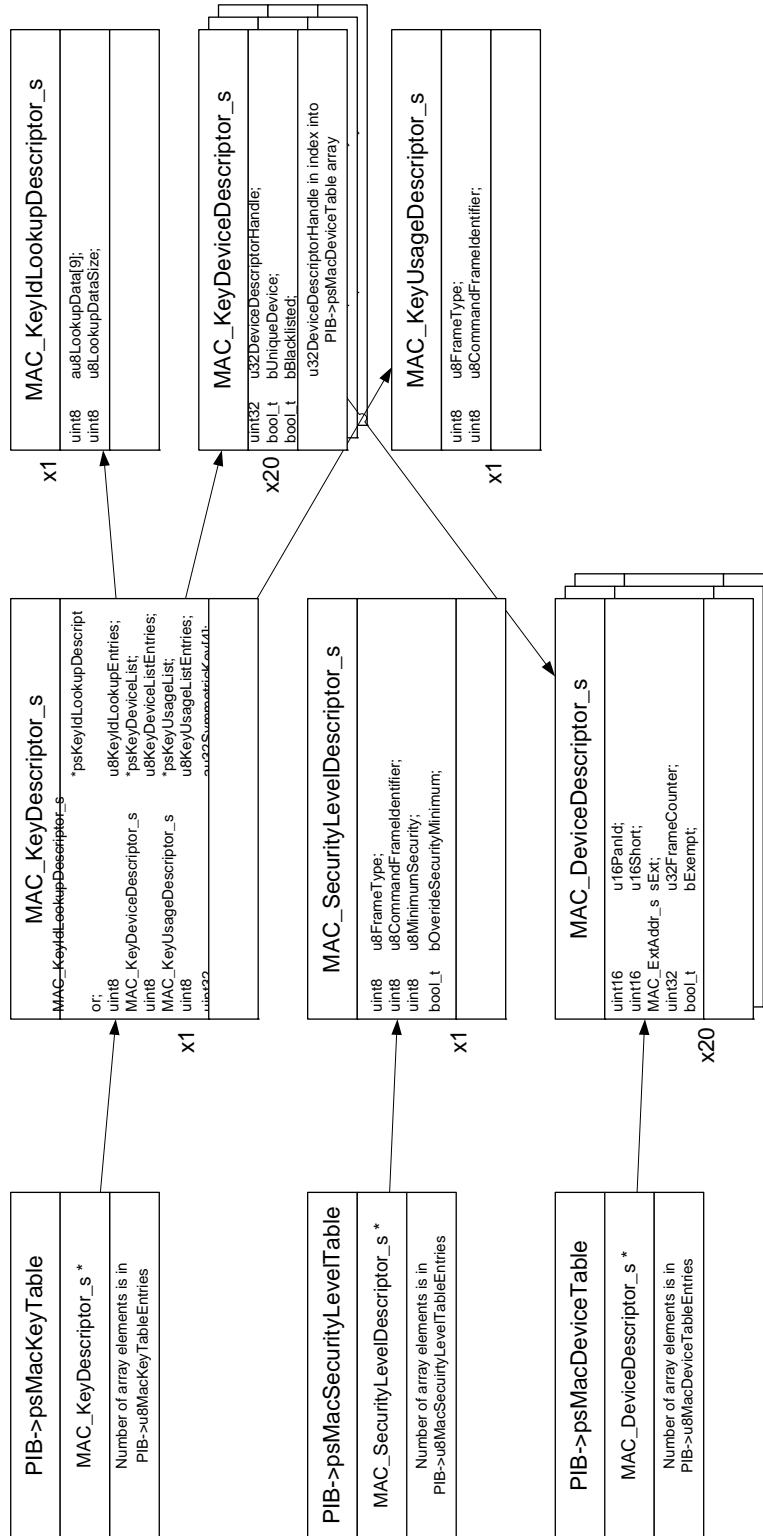 PIB->psMacKeyTable
MAC_KeyDescriptor_s *
Number of array elements is in
PIB->u8MacKeyTableEntries
PIB->psMacSecurityLevelTable
MAC_SecurityLevelDescriptor_s *
Number of array elements is in
PIB->u8MacSecuirtyLevelTableEntries
PIB->psMacDeviceTable
MAC_DeviceDescriptor_s *
Number of array elements is in
PIB->u8MacDeviceTableEntries
MAC_KeyDescriptor_s
MAC_KeyIdLookupDescriptor_s *psKeyIdLookupDescript
or;
uint8 u8KeyIdLookupEntries;
MAC_KeyDeviceDescriptor_s *psKeyDeviceList;
uint8 u8KeyDeviceListEntries;
MAC_KeyUsageDescriptor_s *psKeyUsageList;
uint8 u8KeyUsageListEntries;
uint32 au32SymmetricKey[4];
x1
MAC_SecurityLevelDescriptor_s
uint8 u8FrameType;
uint8 u8CommandFrameIdentifier;
uint8 u8MinimumSecurity;
bool_t bOverideSecurityMinimum;
x1
MAC_DeviceDescriptor_s
uint16 u16PanId;
uint16 u16Short;
MAC_ExtAddr_s sExt;
uint32 u32FrameCounter;
bool_t bExempt;
x20
MAC_KeyIdLookupDescriptor_s
uint8 au8LookupData[9];
uint8 u8LookupDataSize;
x1
MAC_KeyDeviceDescriptor_s
uint32 u32DeviceDescriptorHandle;
bool_t bUniqueDevice;
bool_t bBlacklisted;
u32DeviceDescriptorHandle in index into
PIB->psMacDeviceTable array
x20
MAC_KeyUsageDescriptor_s
uint8 u8FrameType;
uint8 u8CommandFrameIdentifier;
x1